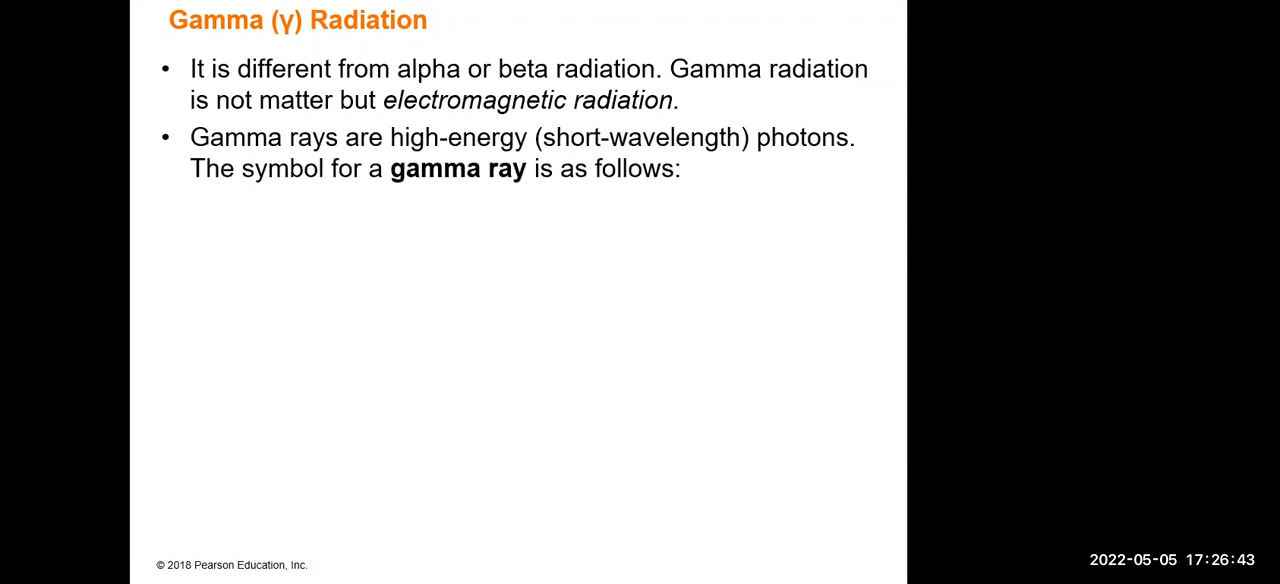 Gamma (γ) Radiation
• It is different from alpha or beta radiation. Gamma radiation
is not matter but electromagnetic radiation.
• Gamma rays are high-energy (short-wavelength) photons.
The symbol for a gamma ray is as follows:
© 2018 Pearson Education, Inc.
2022-05-05 17:26:43